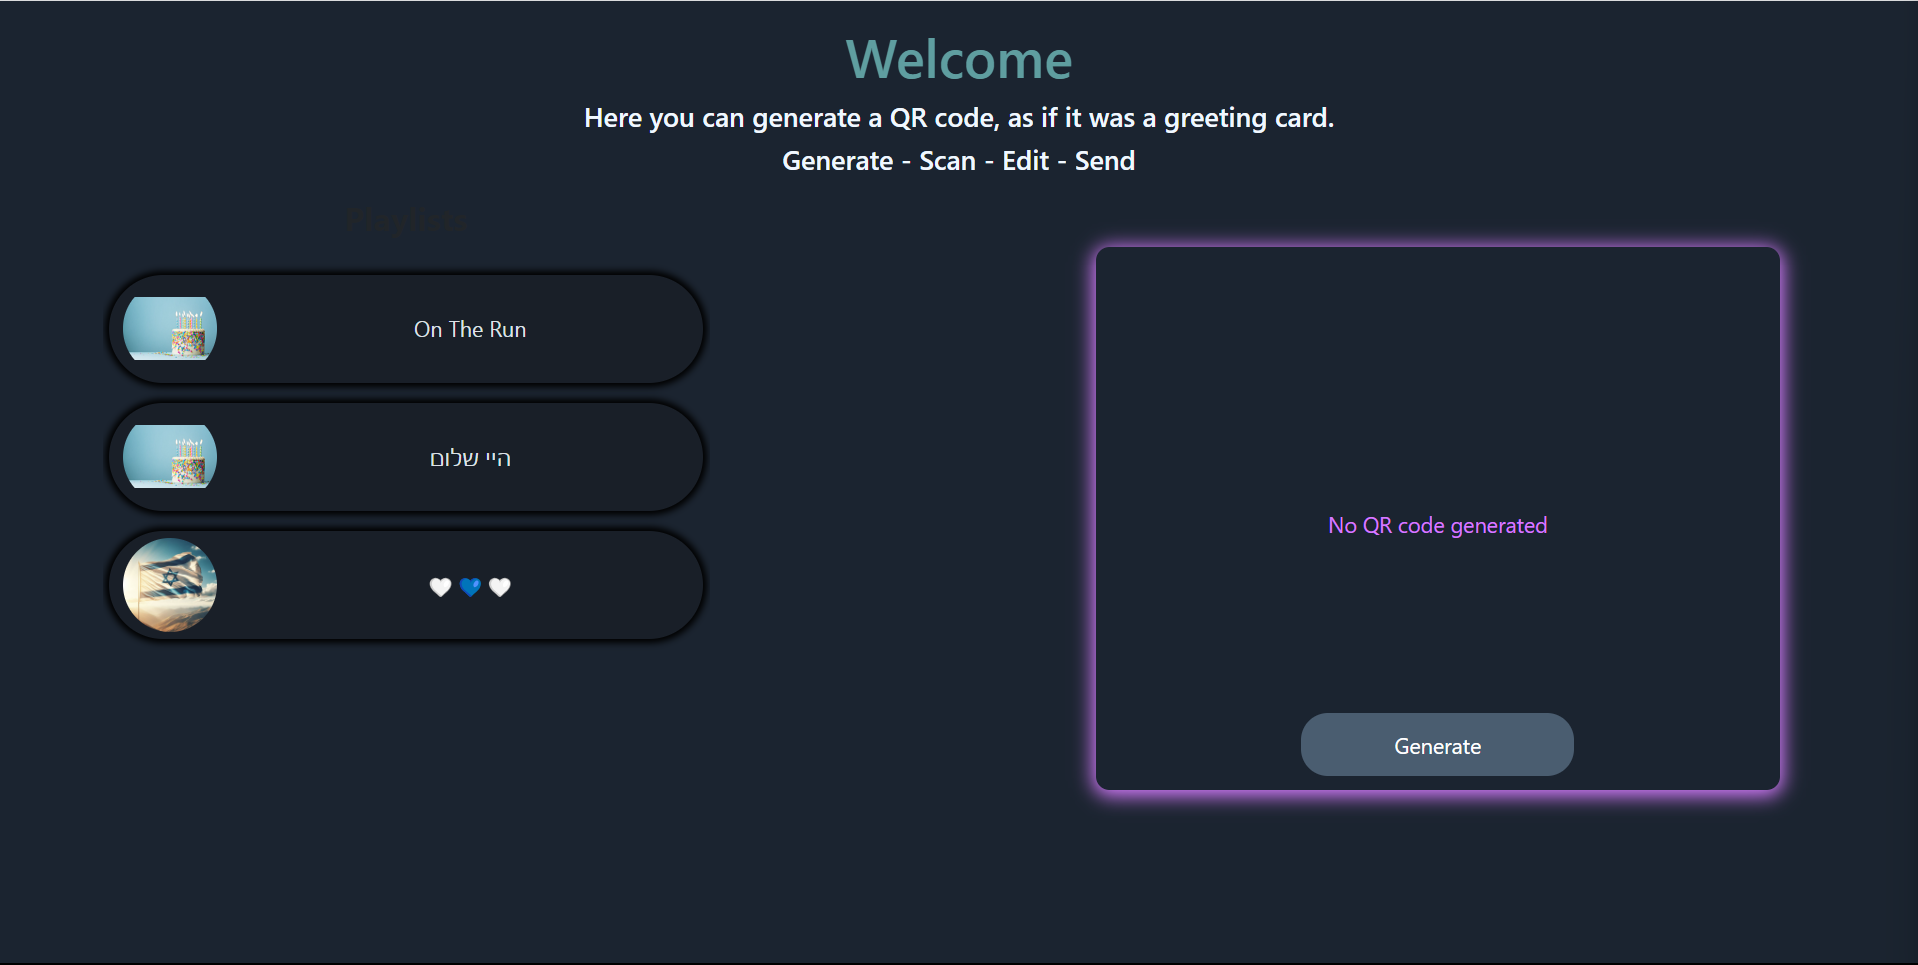 Welcome
Here you can generate a QR code, as if it was a greeting card.
Generate - Scan - Edit - Send
On The Run
היי שלום
🤍 💙 🤍
No QR code generated
Generate